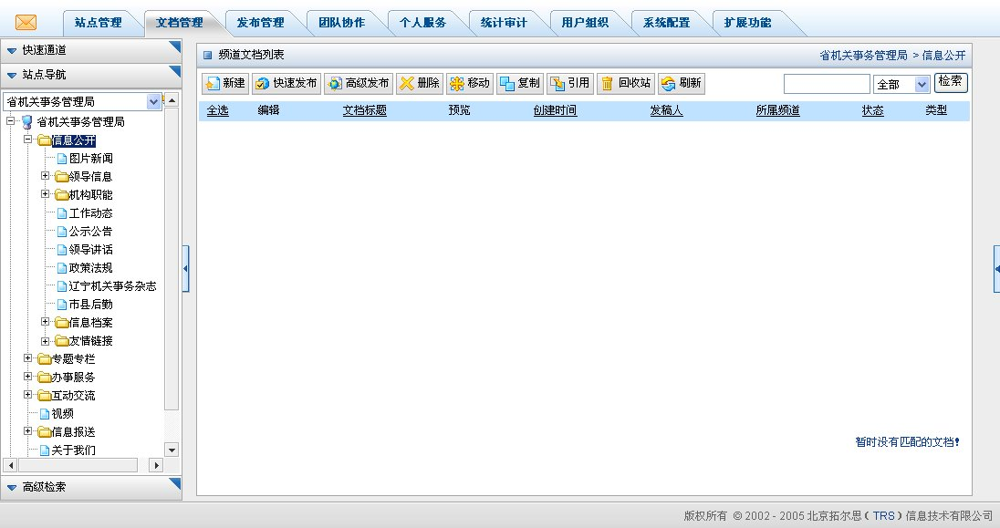 站点管理 文档管理 发布管理 团队协作 个人服务 统计审计 用户组织 系统配置 扩展功能
快速通道
站点导航
省机关事务管理局
省机关事务管理局
信息公开
图片新闻
领导信息
机构职能
工作动态
公示公告
领导讲话
政策法规
辽宁机关事务杂志
市县后勤
信息档案
友情链接
专题专栏
办事服务
互动交流
视频
信息报送
关于我们
高级检索
频道文档列表 省机关事务管理局 > 信息公开
新建 快速发布 高级发布 删除 移动 复制 引用 回收站 刷新 全部 检索
全选 编辑 文档标题 预览 创建时间 发稿人 所属频道 状态 类型
暂时没有匹配的文档!
版权所有 © 2002 - 2005 北京拓尔思 ( TRS ) 信息技术有限公司